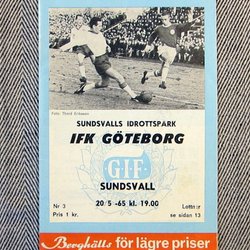 Foto: Thord Eriksson
SUNDSVALLS IDROTTSPARK
IFK GÖTEBORG
GIF
SUNDSVALL
20/5 -65 kl. 19.00
Nr 3
Pris 1 kr.
Lottnr
se sidan 13
Berghälls för lägre priser